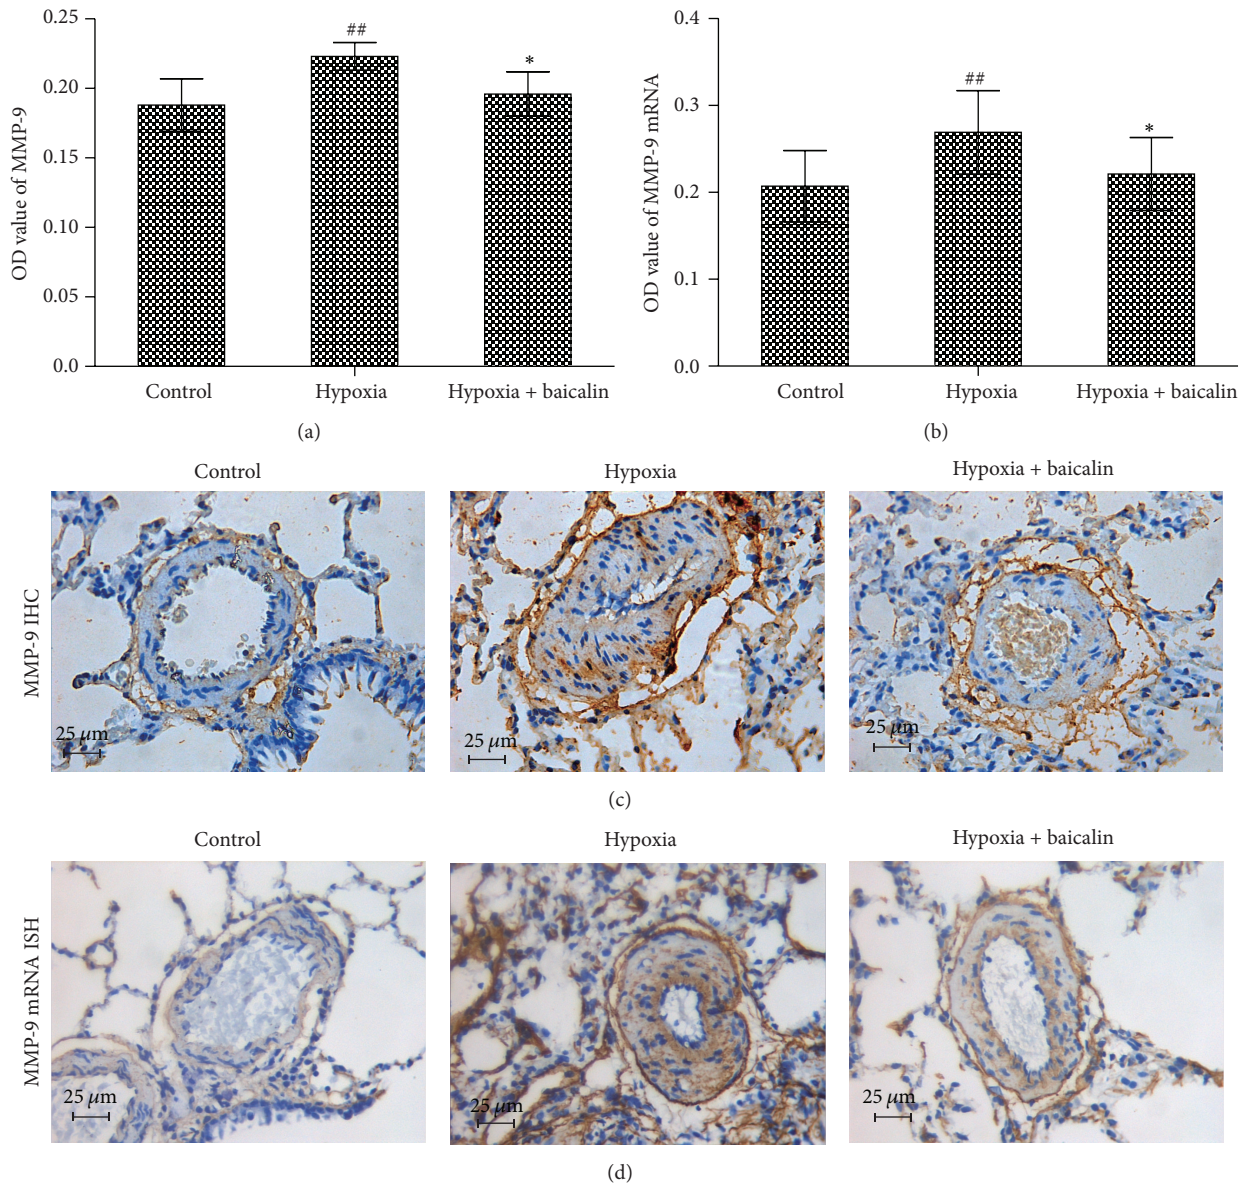 0.25
0.20
0.15
0.10
0.05
0.0
OD value of MMP-9
##
*
Control
Hypoxia
Hypoxia + baicalin
(a)
0.4
0.3
0.2
0.1
0.0
OD value of MMP-9 mRNA
##
*
Control
Hypoxia
Hypoxia + baicalin
(b)
Control
Hypoxia
Hypoxia + baicalin
MMP-9 IHC
25 μm
25 μm
25 μm
(c)
Control
Hypoxia
Hypoxia + baicalin
MMP-9 mRNA ISH
25 μm
25 μm
25 μm
(d)